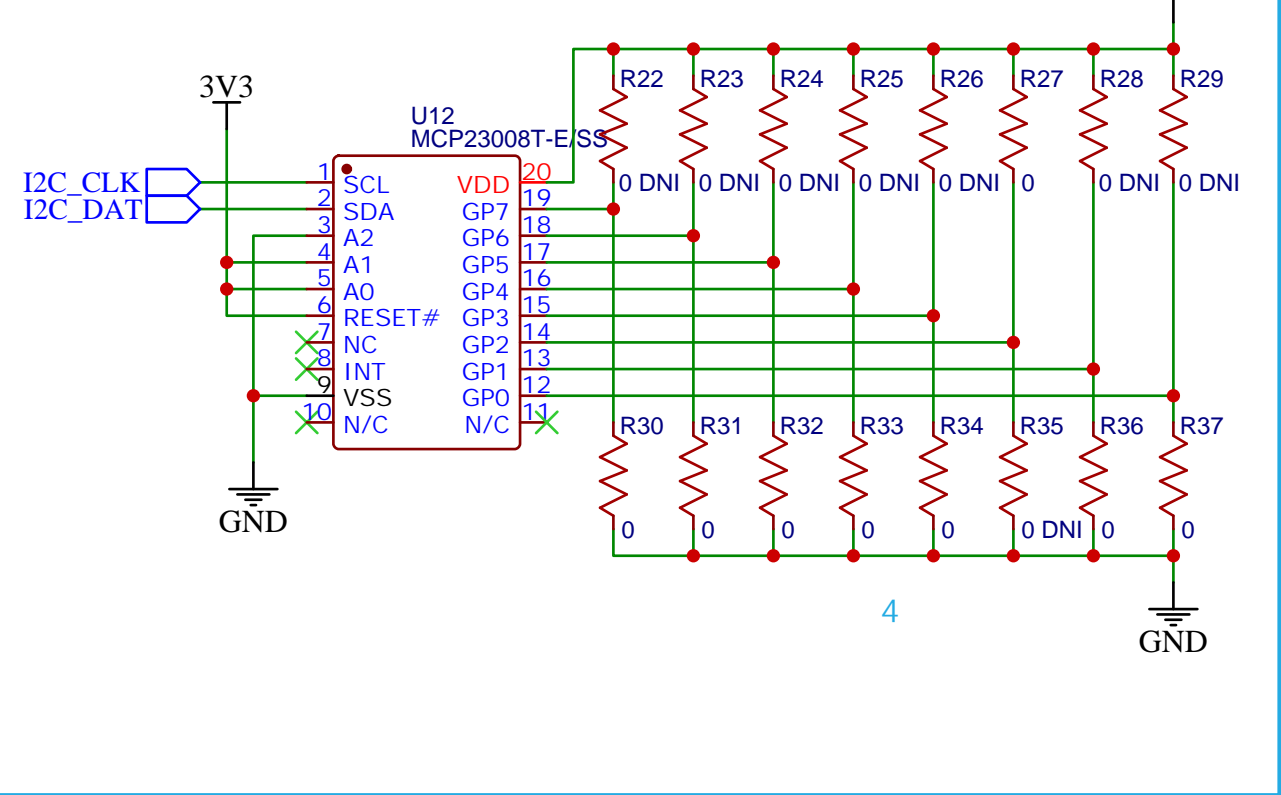 R22 R23 R24 R25 R26 R27 R28 R29
3V3
U12
MCP23008T-E/SS
0 DNI 0 DNI 0 DNI 0 DNI 0 DNI 0 0 DNI 0 DNI
I2C_CLK 1 SCL VDD 20
I2C_DAT 2 SDA GP7 19
3 A2 GP6 18
4 A1 GP5 17
5 A0 GP4 16
6 RESET# GP3 15
7 NC GP2 14
8 INT GP1 13
9 VSS GP0 12
10 N/C N/C 11
R30 R31 R32 R33 R34 R35 R36 R37
GND
0 0 0 0 0 0 DNI 0 0
4
GND